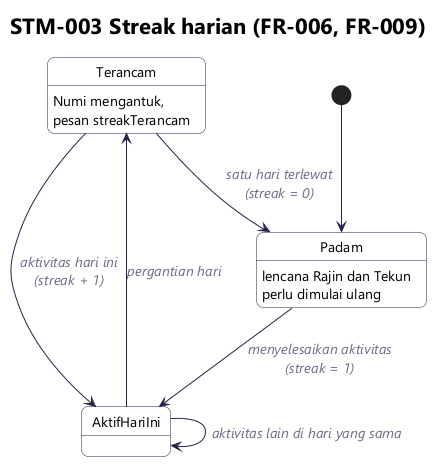 STM-003 Streak harian (FR-006, FR-009)
Terancam
Numi mengantuk,
pesan streakTerancam
satu hari terlewat
(streak = 0)
Padam
lencana Rajin dan Tekun
perlu dimulai ulang
aktivitas hari ini
(streak + 1)
pergantian hari
menyelesaikan aktivitas
(streak = 1)
AktifHariIni
aktivitas lain di hari yang sama